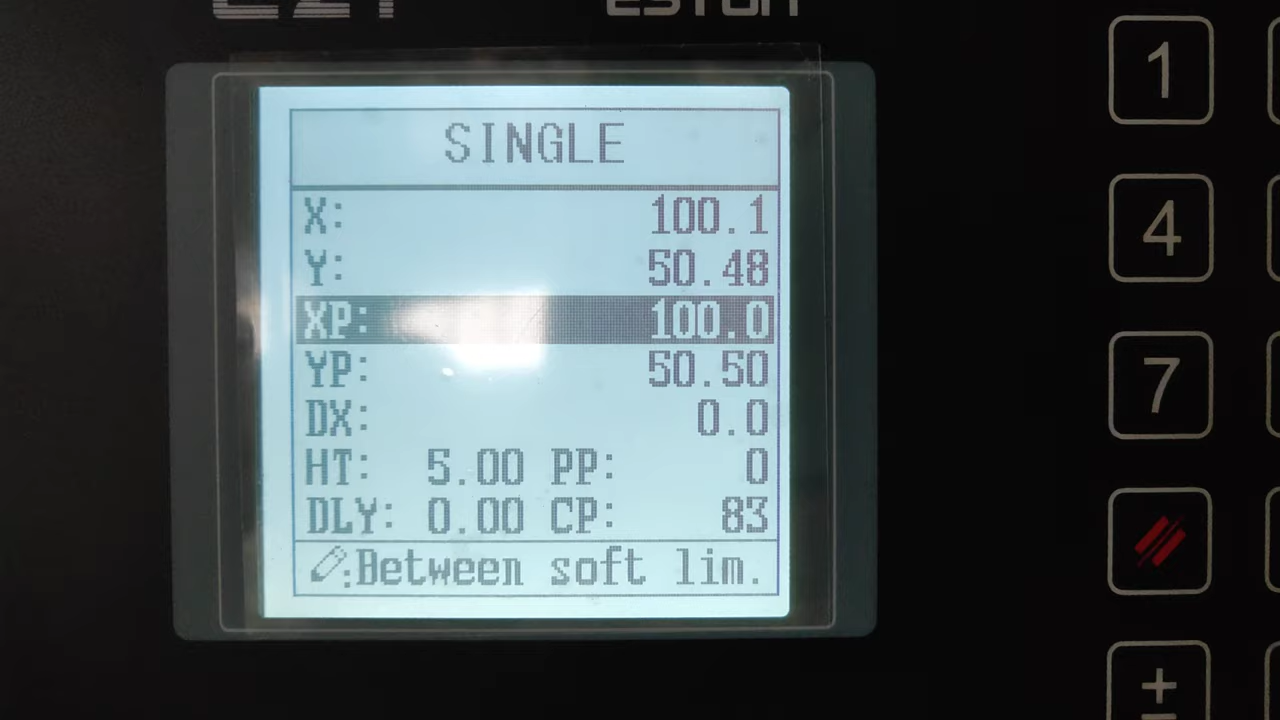 ESTUN
SINGLE
X: 100.1
Y: 50.48
XP: 100.0
YP: 50.50
DX: 0.0
HT: 5.00 PP: 0
DLY: 0.00 CP: 83
:Between soft lim.
1
4
7
±